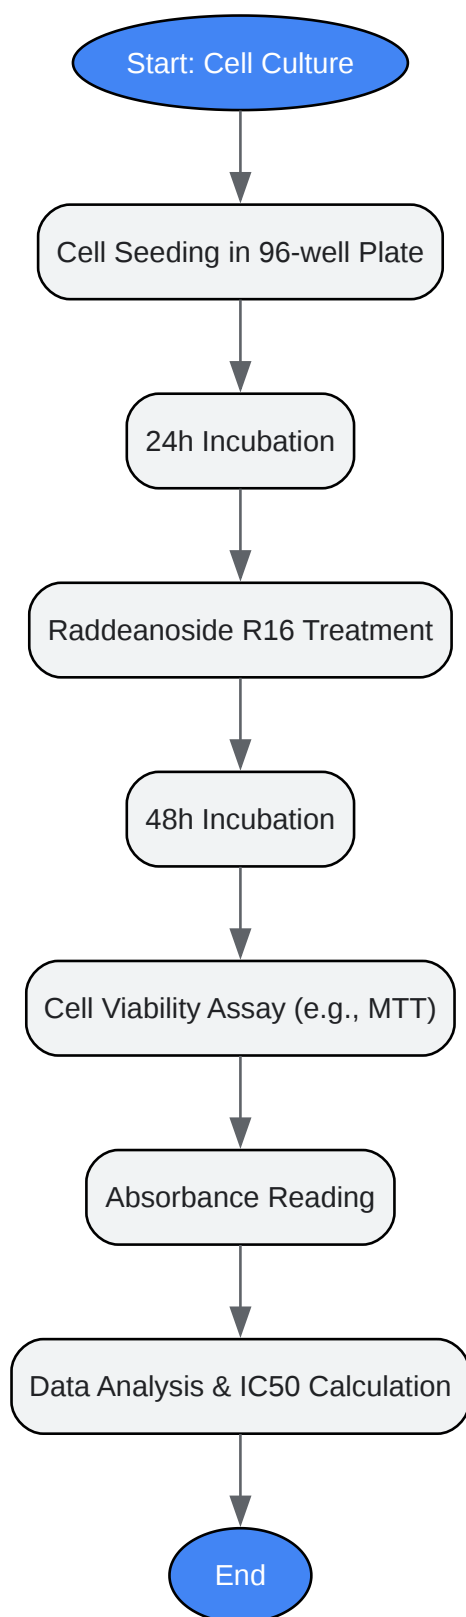 Start: Cell Culture
Cell Seeding in 96-well Plate
24h Incubation
Raddeanoside R16 Treatment
48h Incubation
Cell Viability Assay (e.g., MTT)
Absorbance Reading
Data Analysis & IC50 Calculation
End